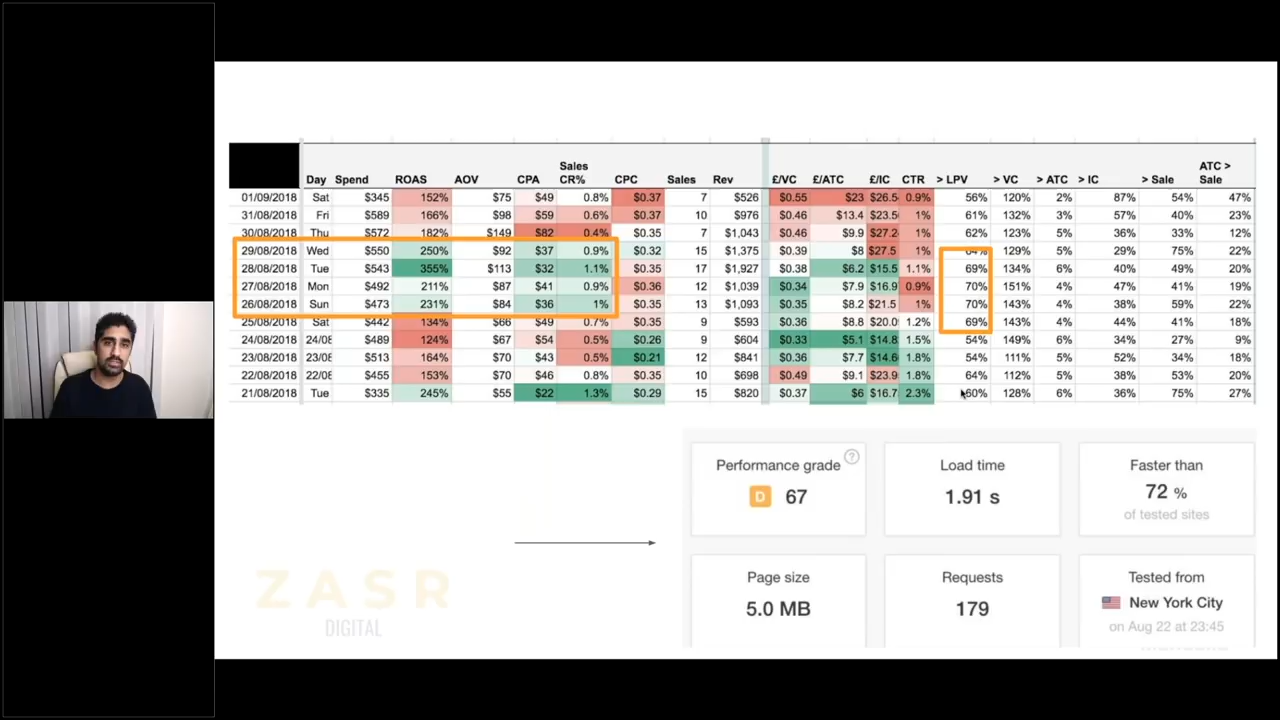 Sales
ATC >
Day Spend ROAS AOV CPA CR% CPC Sales Rev £/VC £/ATC £/IC CTR > LPV > VC > ATC > IC > Sale Sale
01/09/2018 Sat $345 152% $75 $49 0.8% $0.37 7 $526 $0.55 $23 $26.5 0.9% 56% 120% 2% 87% 54% 47%
31/08/2018 Fri $589 166% $98 $59 0.6% $0.37 10 $976 $0.46 $13.4 $23.5 1% 61% 132% 3% 57% 40% 23%
30/08/2018 Thu $572 182% $149 $82 0.4% $0.35 7 $1,043 $0.46 $9.9 $27.2 1% 62% 123% 5% 36% 33% 12%
29/08/2018 Wed $550 250% $92 $37 0.9% $0.32 15 $1,375 $0.39 $8 $27.5 1% 64% 129% 5% 29% 75% 22%
28/08/2018 Tue $543 355% $113 $32 1.1% $0.35 17 $1,927 $0.38 $6.2 $15.5 1.1% 69% 134% 6% 40% 49% 20%
27/08/2018 Mon $492 211% $87 $41 0.9% $0.36 12 $1,039 $0.34 $7.9 $16.9 0.9% 70% 151% 4% 47% 41% 19%
26/08/2018 Sun $473 231% $84 $36 1% $0.35 13 $1,093 $0.35 $8.2 $21.5 1% 70% 143% 4% 38% 59% 22%
25/08/2018 Sat $442 134% $66 $49 0.7% $0.35 9 $593 $0.36 $8.8 $20.0 1.2% 69% 143% 4% 44% 41% 18%
24/08/2018 24/08 $489 124% $67 $54 0.5% $0.26 9 $604 $0.33 $5.1 $14.8 1.5% 54% 149% 6% 34% 27% 9%
23/08/2018 23/08 $513 164% $70 $43 0.5% $0.21 12 $841 $0.36 $7.7 $14.6 1.8% 54% 111% 5% 52% 34% 18%
22/08/2018 22/08 $455 153% $70 $46 0.8% $0.35 10 $698 $0.49 $9.1 $23.9 1.8% 64% 112% 5% 38% 53% 20%
21/08/2018 Tue $335 245% $55 $22 1.3% $0.29 15 $820 $0.37 $6 $16.7 2.3% 60% 128% 6% 36% 75% 27%
Performance grade ? Load time Faster than
D 67 1.91 s 72 %
of tested sites
Page size Requests Tested from
5.0 MB 179 New York City
on Aug 22 at 23:45
ZASR
DIGITAL